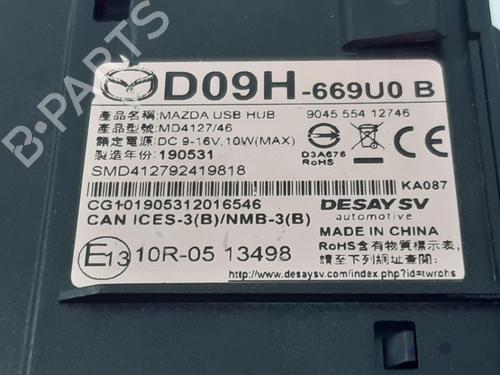 D09H-669U0 B
產品名稱:MAZDA USB HUB 9045 554 12746
產品型號:MD4127/46
額定電源:DC 9-16V, 10W(MAX)
D3A676
製造年份:190531 RoHS
SMD412792419818 KA087
CG101905312016546 DESAY SV
CAN ICES-3(B)/NMB-3(B) automotive
MADE IN CHINA
E13 10R-05 13498 RoHS含有物質標示表,
請至下列網址查閱:
http://www.desaysv.com/index.php?id=twrohs
B-PARTS